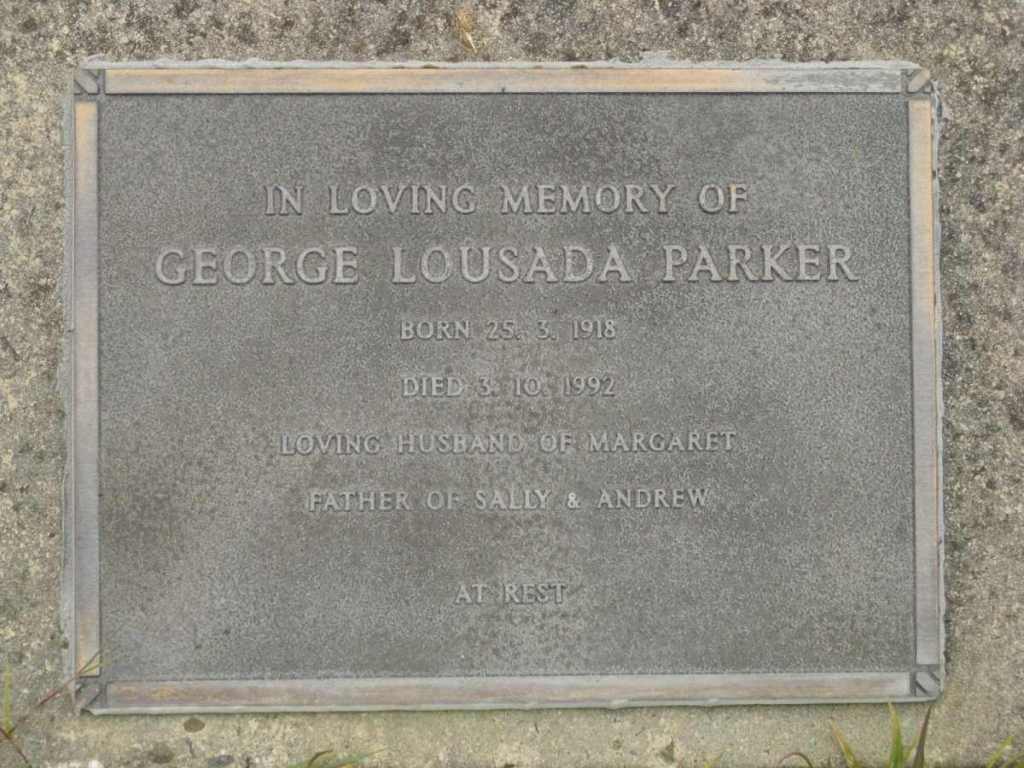 IN LOVING MEMORY OF
GEORGE LOUSADA PARKER
BORN 25. 3. 1918
DIED 3. 10. 1992
LOVING HUSBAND OF MARGARET
FATHER OF SALLY & ANDREW
AT REST